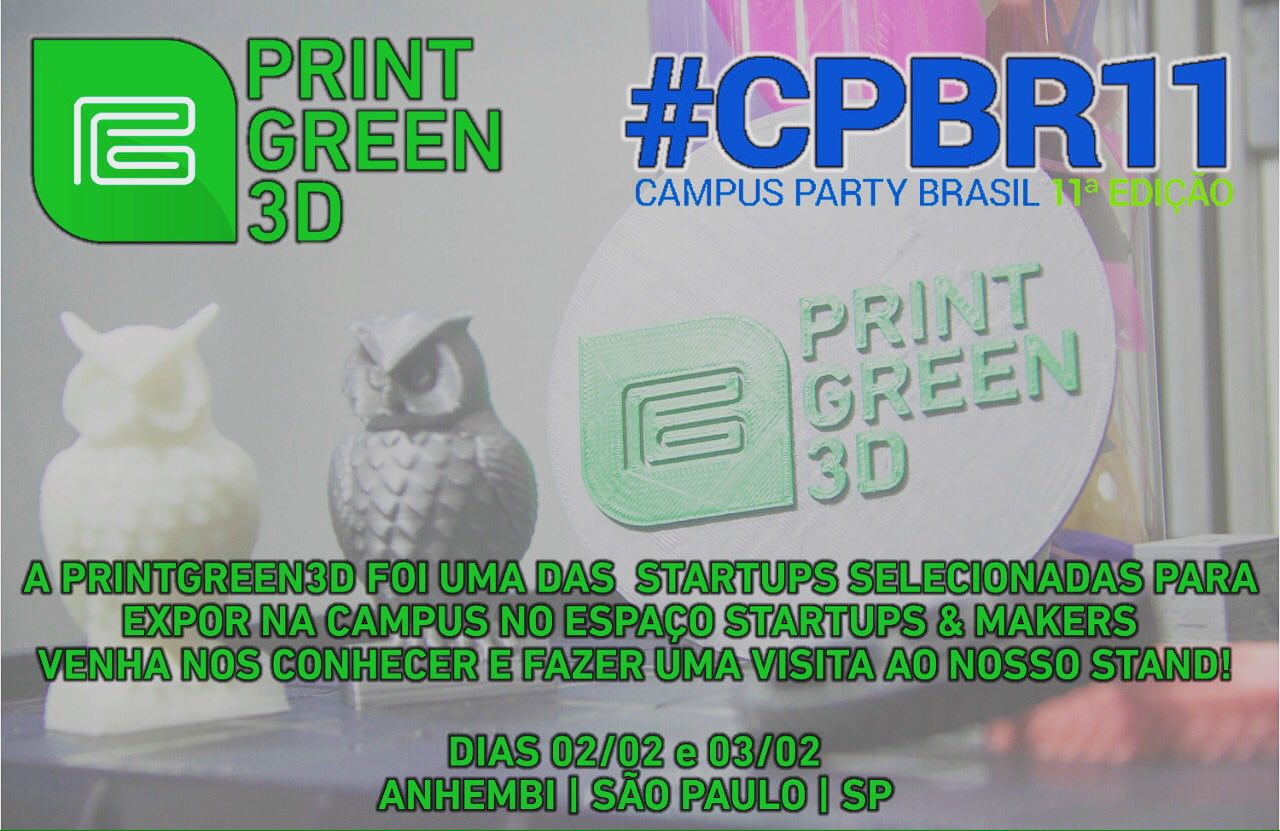 PRINT
GREEN
3D
#CPBR11
CAMPUS PARTY BRASIL 11ª EDIÇÃO
PRINT
GREEN
3D
A PRINTGREEN3D FOI UMA DAS STARTUPS SELECIONADAS PARA
EXPOR NA CAMPUS NO ESPAÇO STARTUPS & MAKERS
VENHA NOS CONHECER E FAZER UMA VISITA AO NOSSO STAND!
DIAS 02/02 e 03/02
ANHEMBI | SÃO PAULO | SP